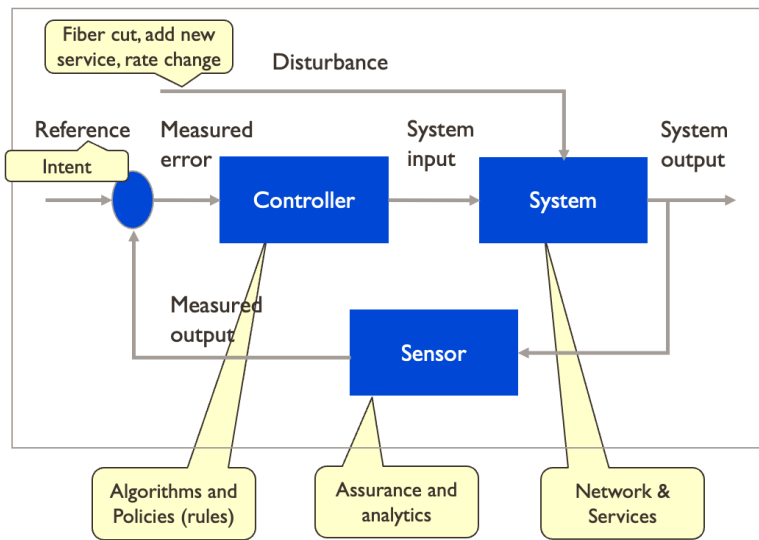 Fiber cut, add new
service, rate change
Disturbance
Reference
Intent
Measured
error
System
input
System
output
Controller
System
Measured
output
Sensor
Algorithms and
Policies (rules)
Assurance and
analytics
Network &
Services